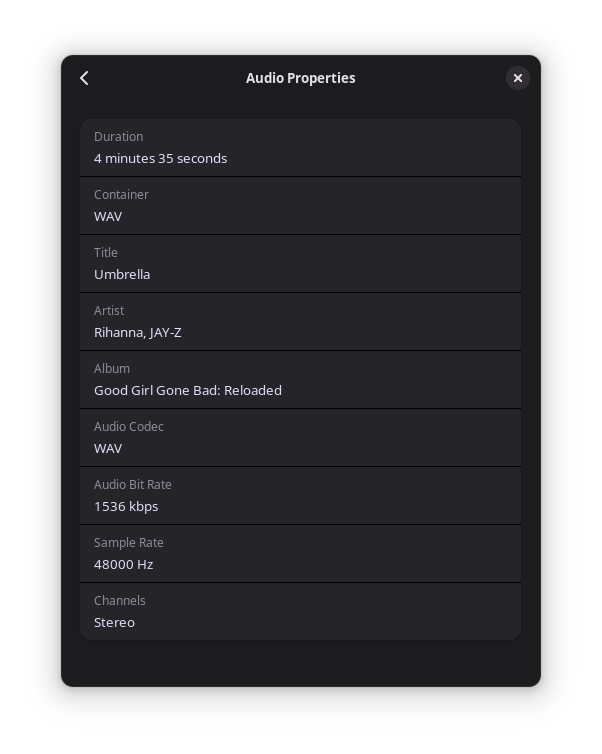 Audio Properties
Duration
4 minutes 35 seconds
Container
WAV
Title
Umbrella
Artist
Rihanna, JAY-Z
Album
Good Girl Gone Bad: Reloaded
Audio Codec
WAV
Audio Bit Rate
1536 kbps
Sample Rate
48000 Hz
Channels
Stereo